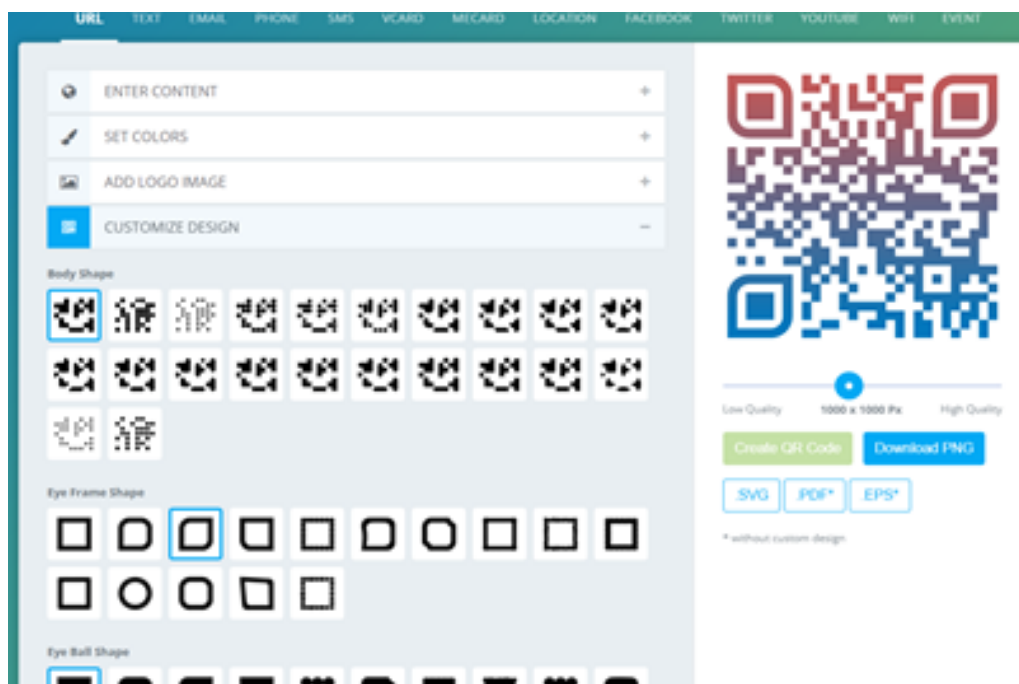 URL TEXT EMAIL PHONE SMS VCARD MECARD LOCATION FACEBOOK TWITTER YOUTUBE WIFI EVENT
ENTER CONTENT +
SET COLORS +
ADD LOGO IMAGE +
CUSTOMIZE DESIGN −
Body Shape
Eye Frame Shape
Eye Ball Shape
Low Quality 1000 x 1000 Px High Quality
Create QR Code Download PNG
.SVG .PDF* .EPS*
* without custom design